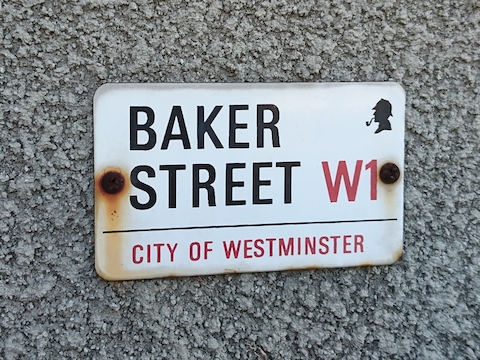 BAKER
STREET W1
CITY OF WESTMINSTER